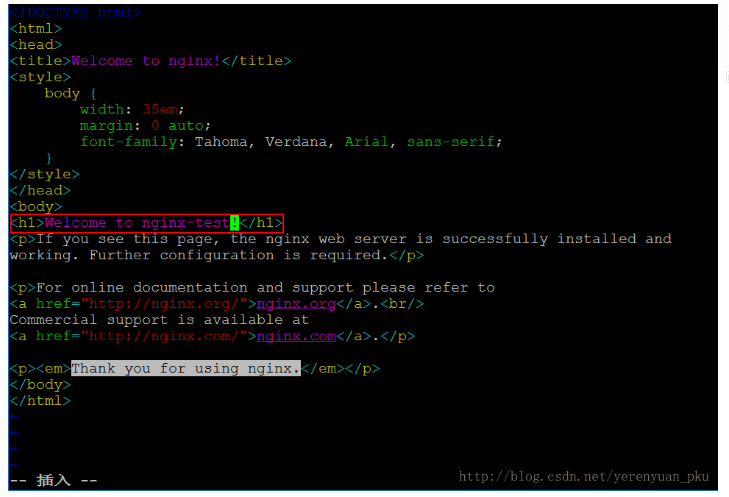 <!DOCTYPE html>
<html>
<head>
<title>Welcome to nginx!</title>
<style>
    body {
        width: 35em;
        margin: 0 auto;
        font-family: Tahoma, Verdana, Arial, sans-serif;
    }
</style>
</head>
<body>
<h1>Welcome to nginx-test!</h1>
<p>If you see this page, the nginx web server is successfully installed and
working. Further configuration is required.</p>

<p>For online documentation and support please refer to
<a href="http://nginx.org/">nginx.org</a>.<br/>
Commercial support is available at
<a href="http://nginx.com/">nginx.com</a>.</p>

<p><em>Thank you for using nginx.</em></p>
</body>
</html>
~
~
~
~
-- 插入 --
http://blog.csdn.net/yerenyuan_pku